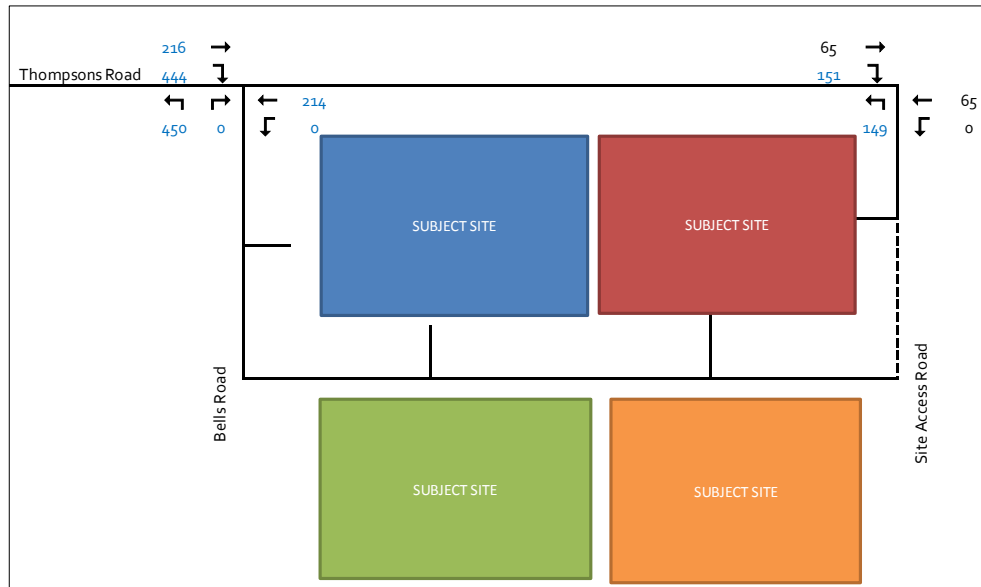 216
65
Thompsons Road 444
151
214
65
450 0
0
149
0
SUBJECT SITE
SUBJECT SITE
Bells Road
Site Access Road
SUBJECT SITE
SUBJECT SITE